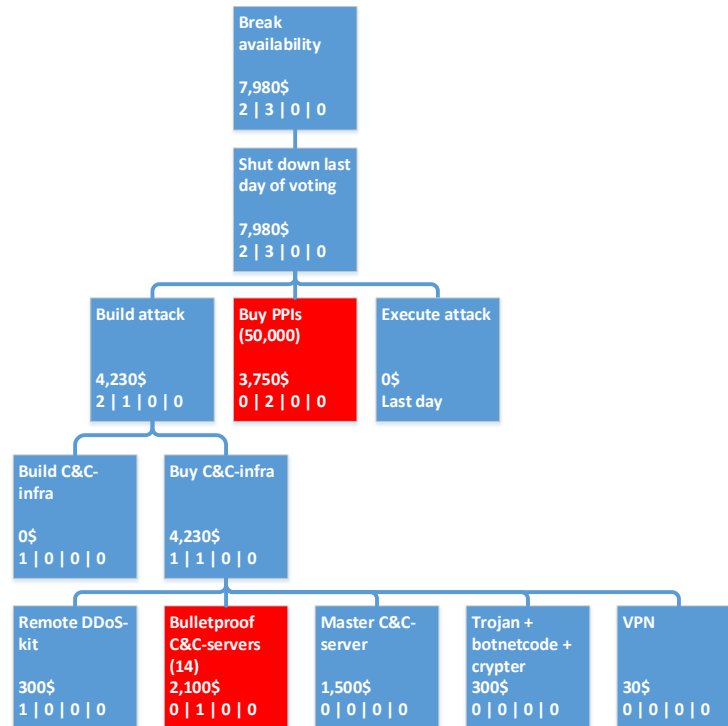 Break
availability
7,980$
2 | 3 | 0 | 0
Shut down last
day of voting
7,980$
2 | 3 | 0 | 0
Build attack
4,230$
2 | 1 | 0 | 0
Buy PPIs
(50,000)
3,750$
0 | 2 | 0 | 0
Execute attack
0$
Last day
Build C&C-
infra
0$
1 | 0 | 0 | 0
Buy C&C-infra
4,230$
1 | 1 | 0 | 0
Remote DDoS-
kit
300$
1 | 0 | 0 | 0
Bulletproof
C&C-servers
(14)
2,100$
0 | 1 | 0 | 0
Master C&C-
server
1,500$
0 | 0 | 0 | 0
Trojan +
botnetcode +
crypter
300$
0 | 0 | 0 | 0
VPN
30$
0 | 0 | 0 | 0